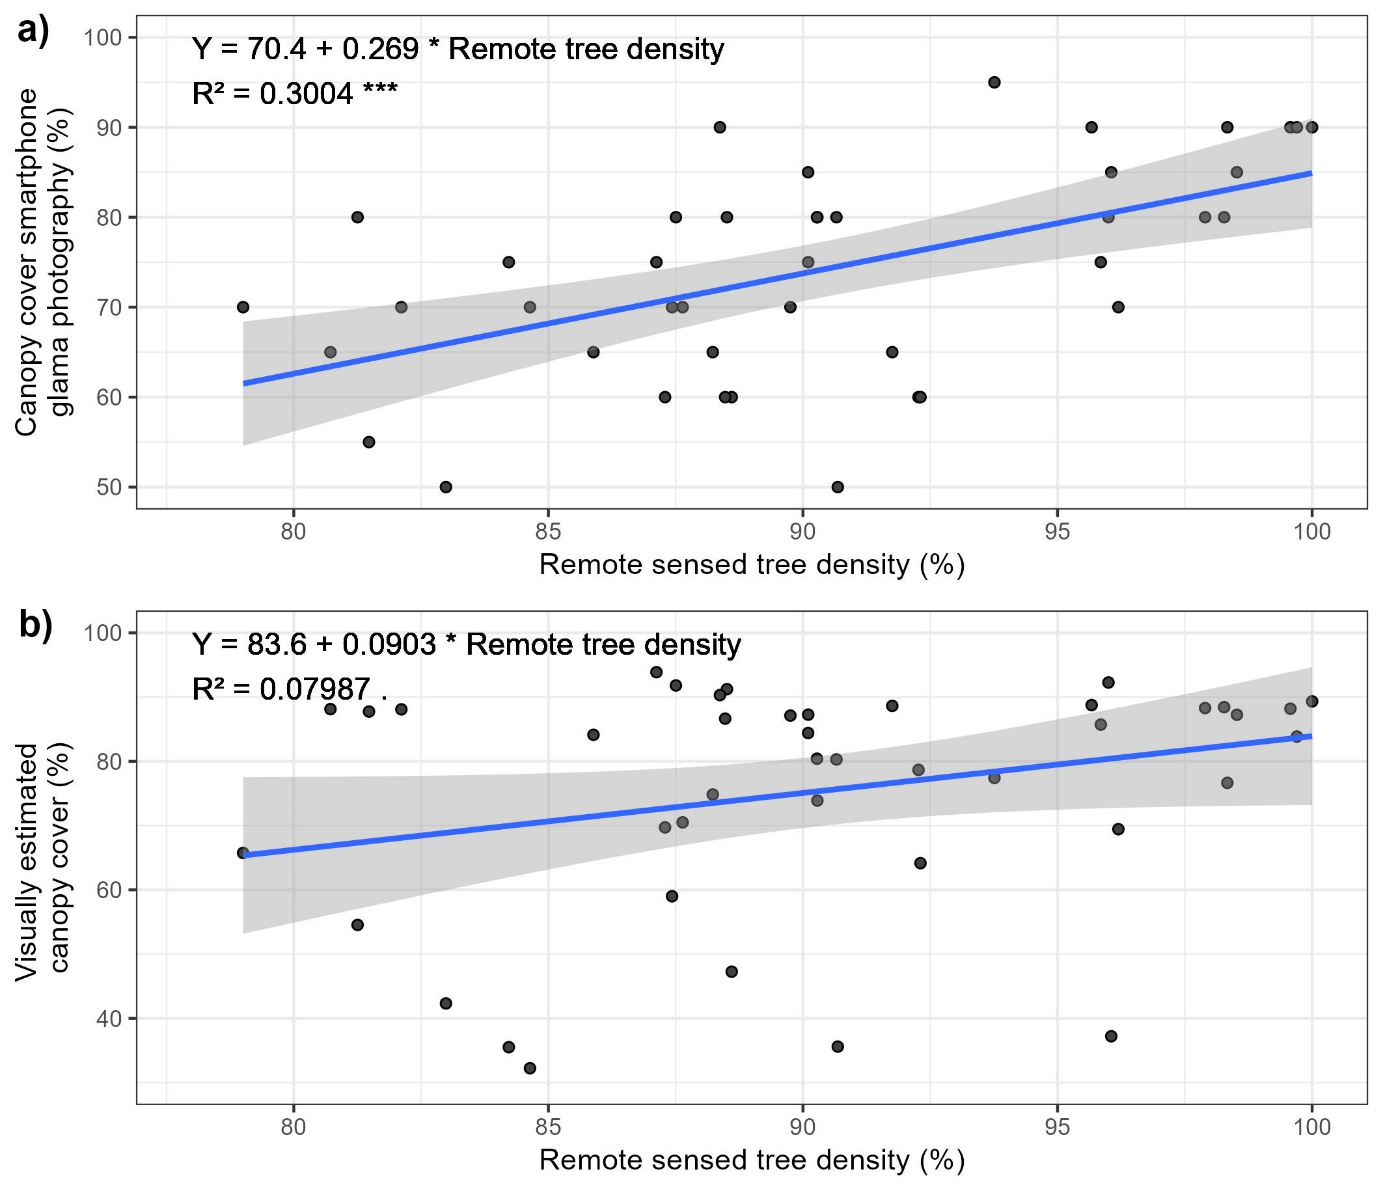 a)
Y = 70.4 + 0.269 * Remote tree density
R² = 0.3004 ***
Canopy cover smartphone
glama photography (%)
100
90
80
70
60
50
80 85 90 95 100
Remote sensed tree density (%)
b)
Y = 83.6 + 0.0903 * Remote tree density
R² = 0.07987 .
Visually estimated
canopy cover (%)
100
80
60
40
80 85 90 95 100
Remote sensed tree density (%)